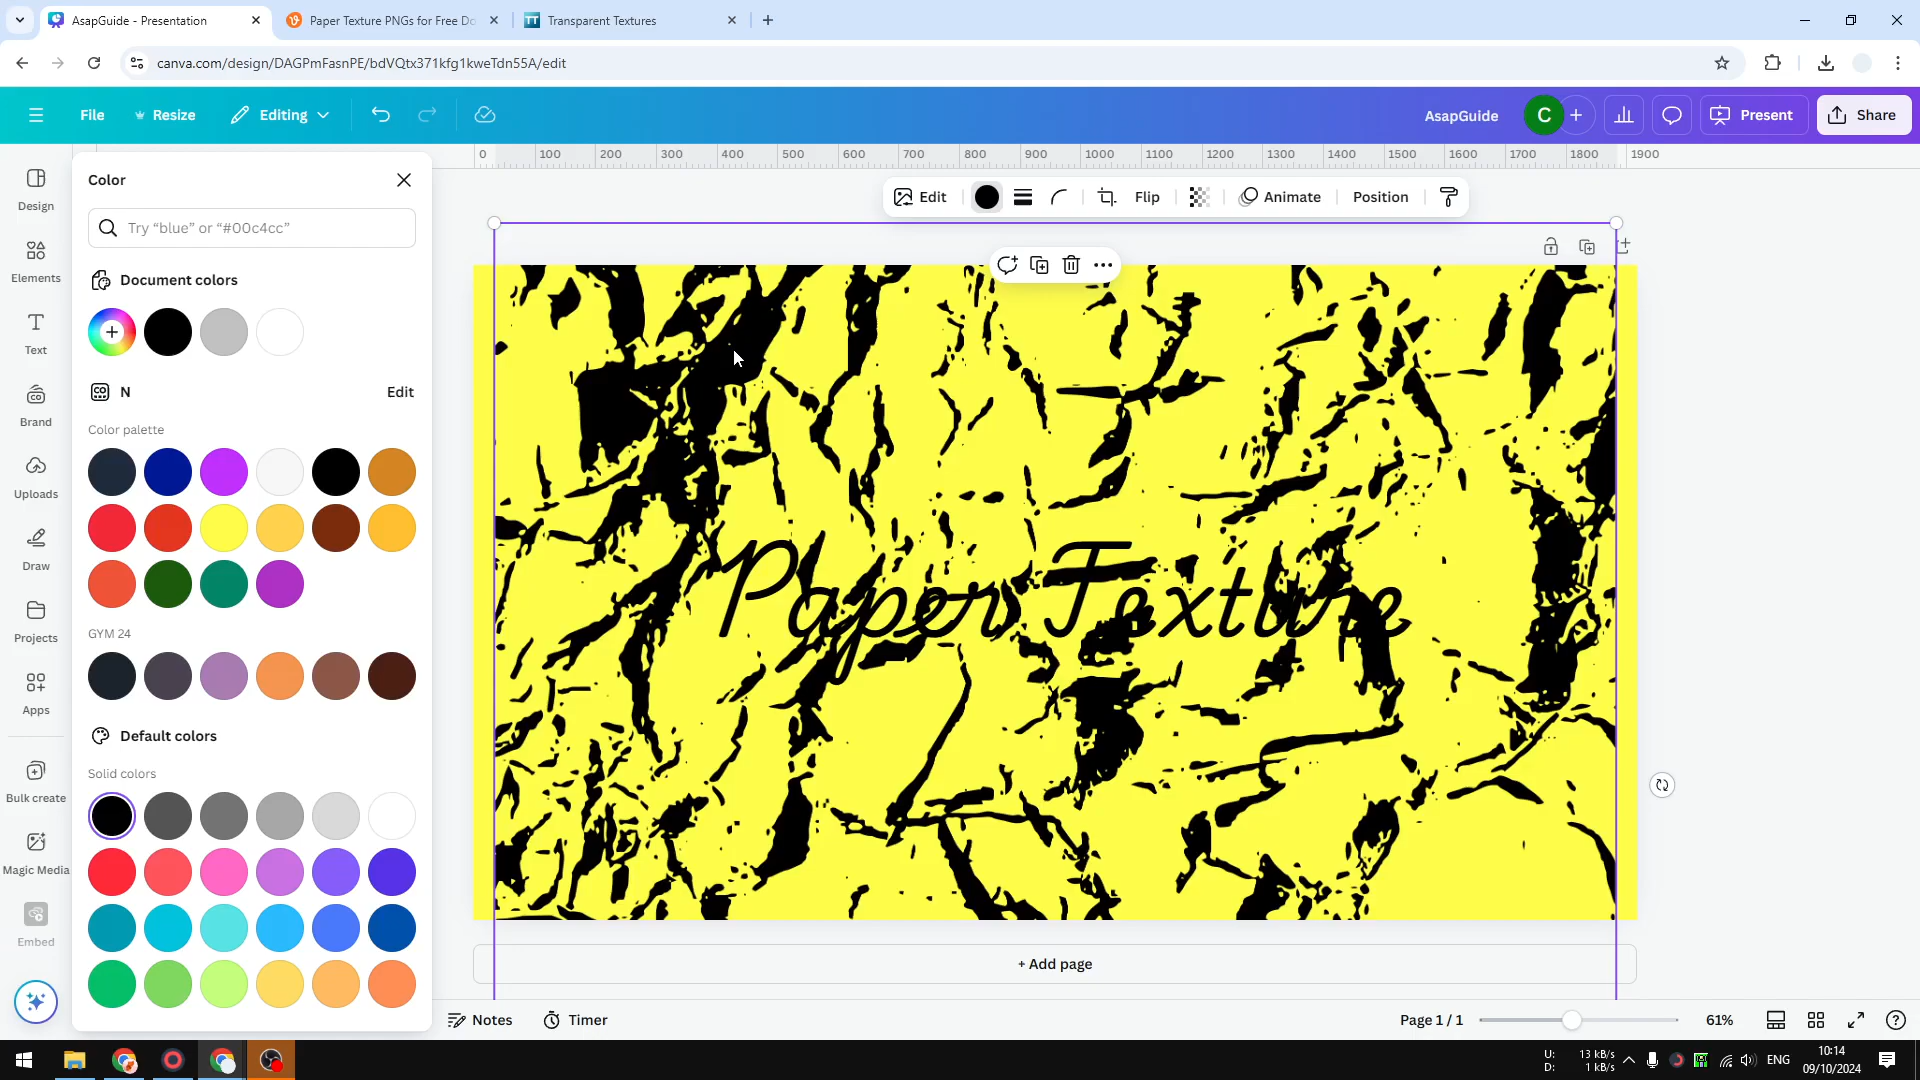 AsapGuide - Presentation
Paper Texture PNGs for Free Do
Transparent Textures
canva.com/design/DAGPmFasnPE/bdVQtx371kfg1kweTdn55A/edit
File
Resize
Editing
AsapGuide
C
Present
Share
0 100 200 300 400 500 600 700 800 900 1000 1100 1200 1300 1400 1500 1600 1700 1800 1900
Design
Elements
Text
Brand
Uploads
Draw
Projects
Apps
Bulk create
Magic Media
Embed
Color
Try “blue” or “#00c4cc”
Document colors
N
Edit
Color palette
GYM 24
Default colors
Solid colors
Edit
Flip
Animate
Position
Paper Texture
+ Add page
Notes
Timer
Page 1 / 1
61%
U: 13 kB/s
D: 1 kB/s
ENG
10:14
09/10/2024